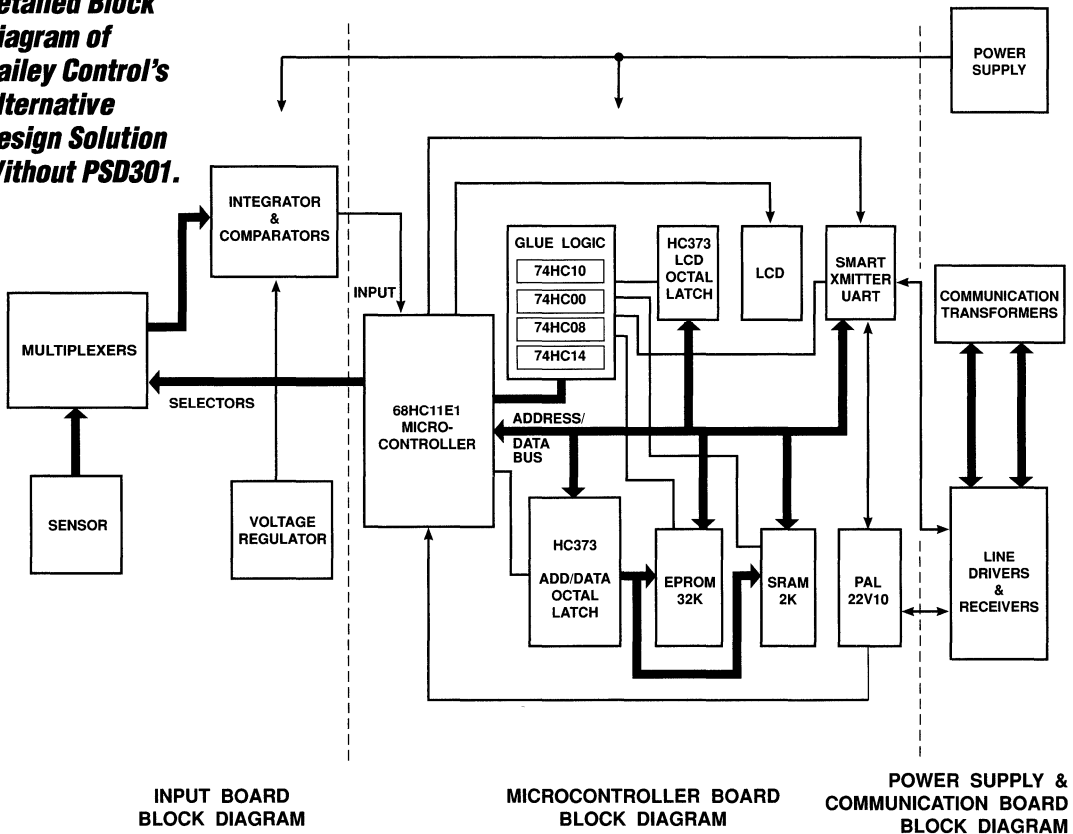 etailed Block
iagram of
ailey Control's
lternative
esign Solution
Without PSD301.
POWER
SUPPLY
INTEGRATOR
&
COMPARATORS
INPUT
GLUE LOGIC
74HC10
74HC00
74HC08
74HC14
HC373
LCD
OCTAL
LATCH
LCD
SMART
XMITTER
UART
COMMUNICATION
TRANSFORMERS
MULTIPLEXERS
SELECTORS
68HC11E1
MICRO-
CONTROLLER
ADDRESS/
DATA
BUS
SENSOR
VOLTAGE
REGULATOR
HC373
ADD/DATA
OCTAL
LATCH
EPROM
32K
SRAM
2K
PAL
22V10
LINE
DRIVERS
&
RECEIVERS
INPUT BOARD
BLOCK DIAGRAM
MICROCONTROLLER BOARD
BLOCK DIAGRAM
POWER SUPPLY &
COMMUNICATION BOARD
BLOCK DIAGRAM